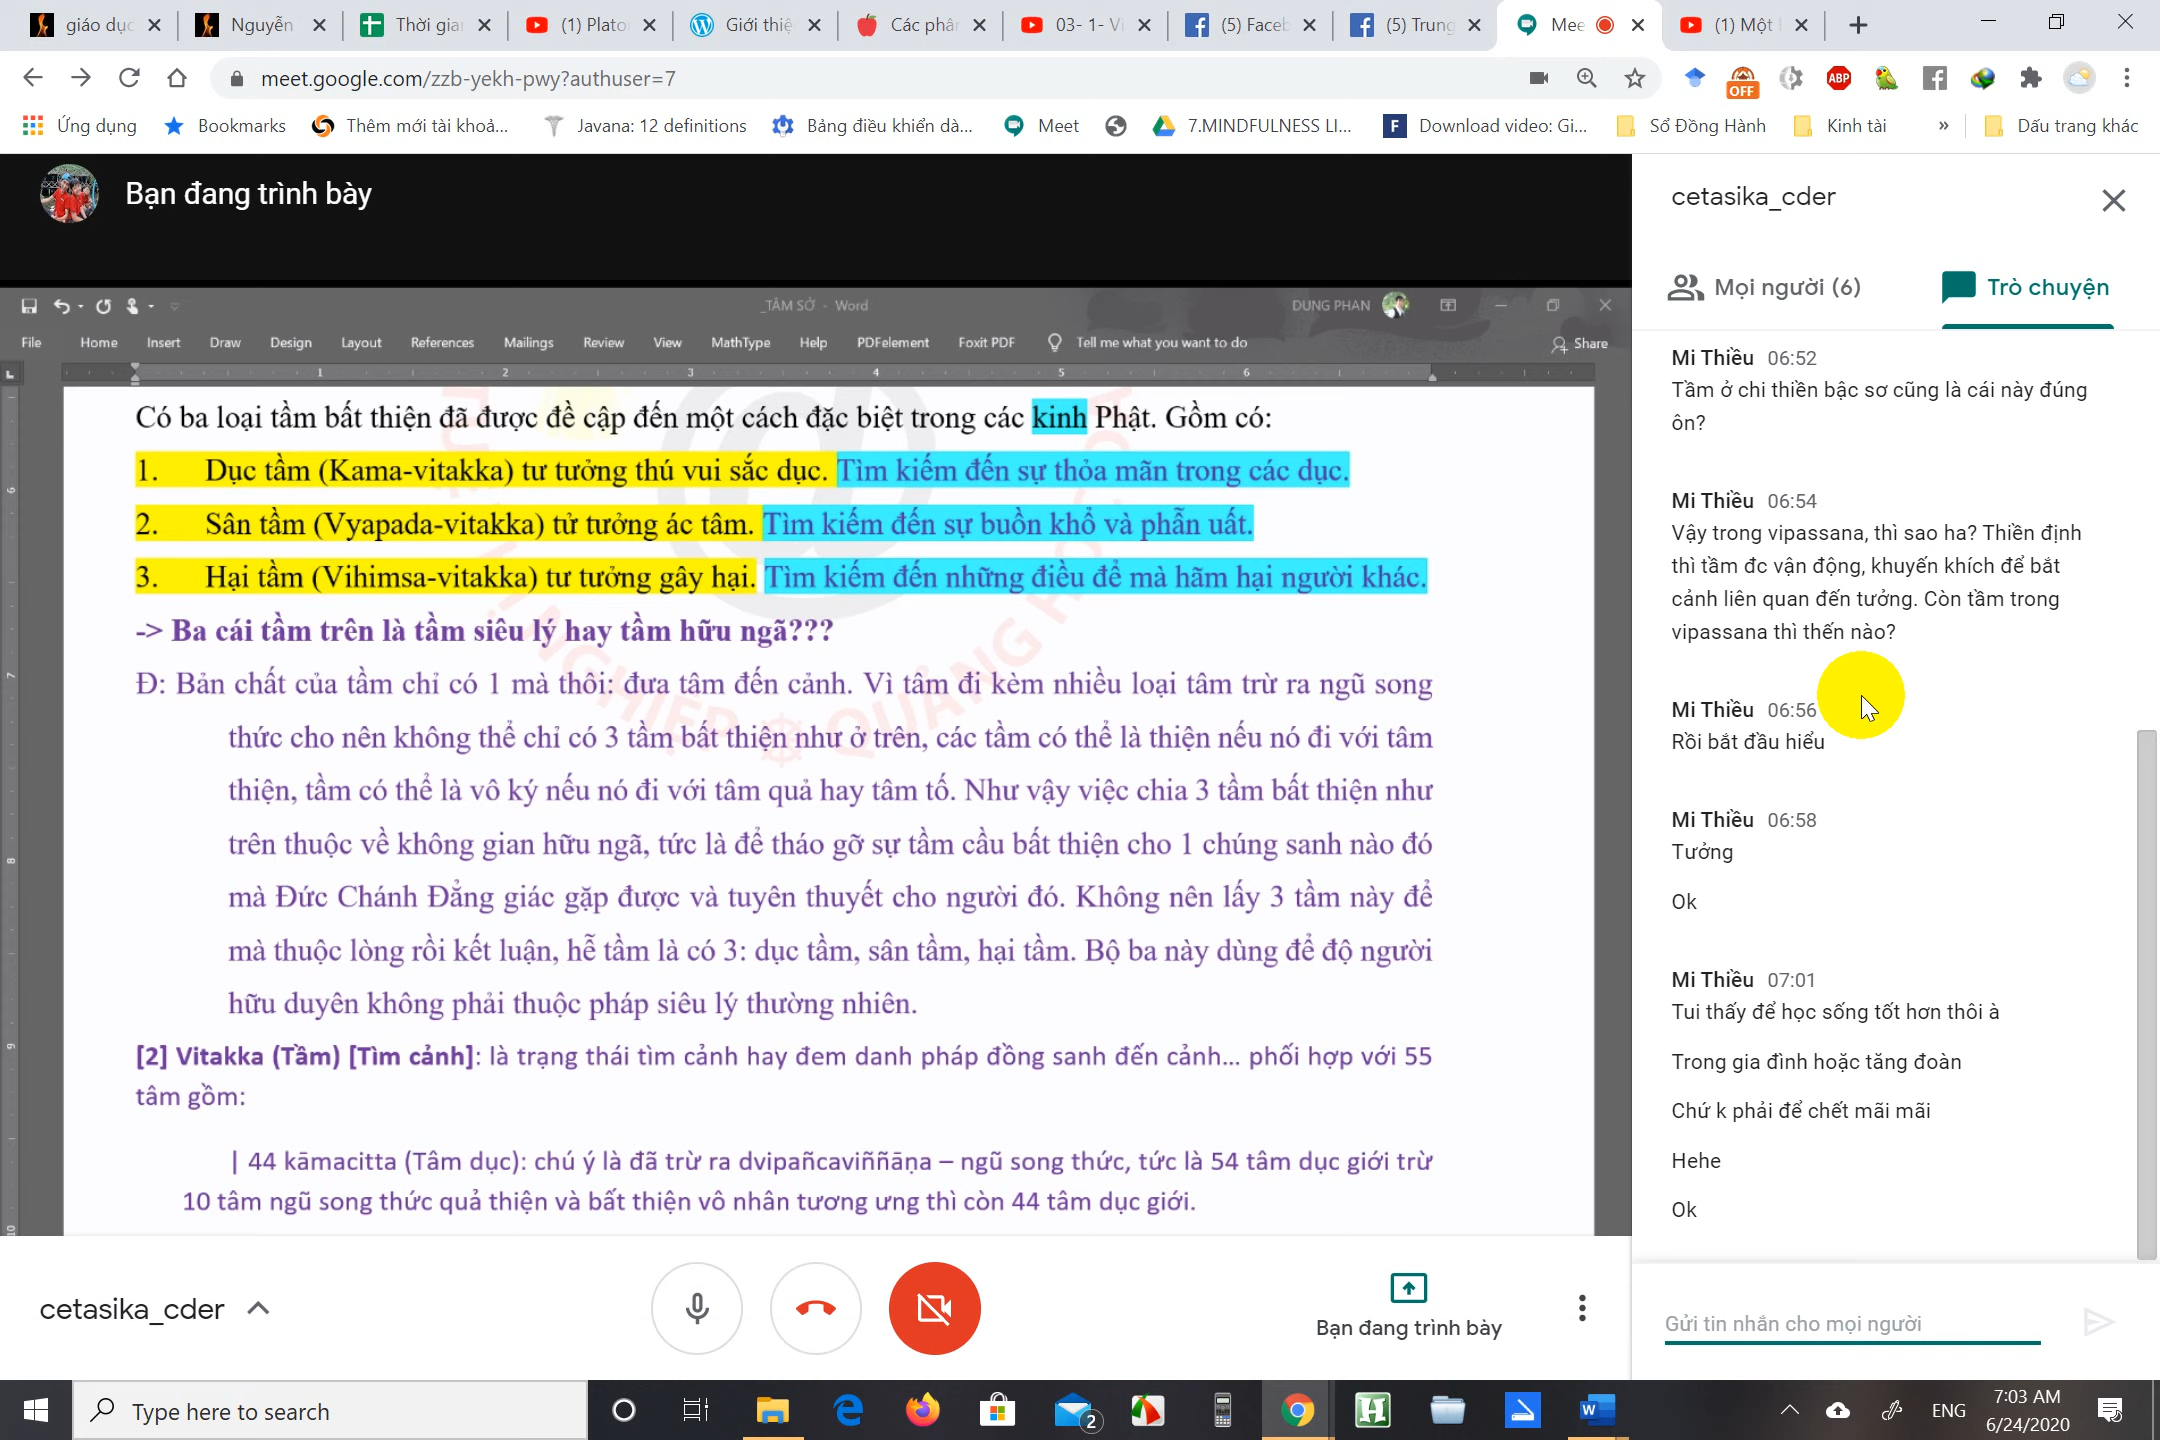 giáo dục
Nguyễn
Thời gia
(1) Plato
Giới thiệ
Các phân
03- 1- Vi
(5) Faceb
(5) Trung
Mee
(1) Một
meet.google.com/zzb-yekh-pwy?authuser=7
OFF
ABP
Ứng dụng
Bookmarks
Thêm mới tài khoả...
Javana: 12 definitions
Bảng điều khiển dà...
Meet
7.MINDFULNESS LI...
Download video: Gi...
Sổ Đồng Hành
Kinh tài
»
Dấu trang khác
Bạn đang trình bày
_TÂM SỞ - Word
DUNG PHAN
File Home Insert Draw Design Layout References Mailings Review View MathType Help PDFelement Foxit PDF Tell me what you want to do Share
1 2 3 4 5 6
Có ba loại tầm bất thiện đã được đề cập đến một cách đặc biệt trong các kinh Phật. Gồm có:
1. Dục tầm (Kama-vitakka) tư tưởng thú vui sắc dục. Tìm kiếm đến sự thỏa mãn trong các dục.
2. Sân tầm (Vyapada-vitakka) tử tưởng ác tâm. Tìm kiếm đến sự buồn khổ và phẫn uất.
3. Hại tầm (Vihimsa-vitakka) tư tưởng gây hại. Tìm kiếm đến những điều để mà hãm hại người khác.
-> Ba cái tầm trên là tầm siêu lý hay tầm hữu ngã???
Đ: Bản chất của tầm chỉ có 1 mà thôi: đưa tâm đến cảnh. Vì tâm đi kèm nhiều loại tâm trừ ra ngũ song
thức cho nên không thể chỉ có 3 tầm bất thiện như ở trên, các tầm có thể là thiện nếu nó đi với tâm
thiện, tầm có thể là vô ký nếu nó đi với tâm quả hay tâm tố. Như vậy việc chia 3 tầm bất thiện như
trên thuộc về không gian hữu ngã, tức là để tháo gỡ sự tầm cầu bất thiện cho 1 chúng sanh nào đó
mà Đức Chánh Đẳng giác gặp được và tuyên thuyết cho người đó. Không nên lấy 3 tầm này để
mà thuộc lòng rồi kết luận, hễ tầm là có 3: dục tầm, sân tầm, hại tầm. Bộ ba này dùng để độ người
hữu duyên không phải thuộc pháp siêu lý thường nhiên.
[2] Vitakka (Tầm) [Tìm cảnh]: là trạng thái tìm cảnh hay đem danh pháp đồng sanh đến cảnh... phối hợp với 55
tâm gồm:
| 44 kāmacitta (Tâm dục): chú ý là đã trừ ra dvipañcaviññāṇa – ngũ song thức, tức là 54 tâm dục giới trừ
10 tâm ngũ song thức quả thiện và bất thiện vô nhân tương ưng thì còn 44 tâm dục giới.
cetasika_cder
Mọi người (6)
Trò chuyện
Mi Thiều 06:52
Tầm ở chi thiền bậc sơ cũng là cái này đúng
ôn?
Mi Thiều 06:54
Vậy trong vipassana, thì sao ha? Thiền định
thì tầm đc vận động, khuyến khích để bắt
cảnh liên quan đến tưởng. Còn tầm trong
vipassana thì thến nào?
Mi Thiều 06:56
Rồi bắt đầu hiểu
Mi Thiều 06:58
Tưởng
Ok
Mi Thiều 07:01
Tui thấy để học sống tốt hơn thôi à
Trong gia đình hoặc tăng đoàn
Chứ k phải để chết mãi mãi
Hehe
Ok
Gửi tin nhắn cho mọi người
cetasika_cder
Bạn đang trình bày
Type here to search
2
ENG
7:03 AM
6/24/2020